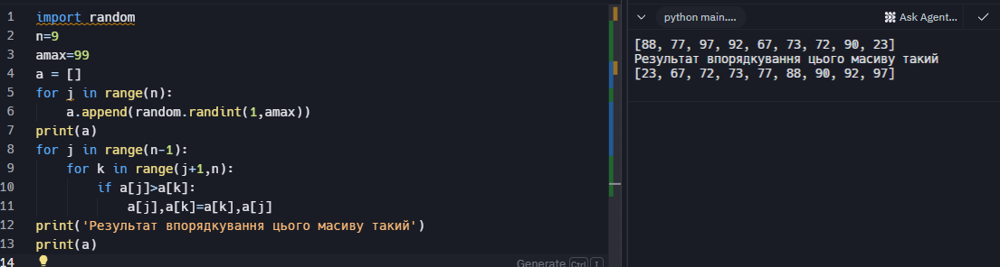 1 import random
2 n=9
3 amax=99
4 a = []
5 for j in range(n):
6     a.append(random.randint(1,amax))
7 print(a)
8 for j in range(n-1):
9     for k in range(j+1,n):
10         if a[j]>a[k]:
11             a[j],a[k]=a[k],a[j]
12 print('Результат впорядкування цього масиву такий')
13 print(a)
14
Generate Ctrl I
python main.... Ask Agent...
[88, 77, 97, 92, 67, 73, 72, 90, 23]
Результат впорядкування цього масиву такий
[23, 67, 72, 73, 77, 88, 90, 92, 97]